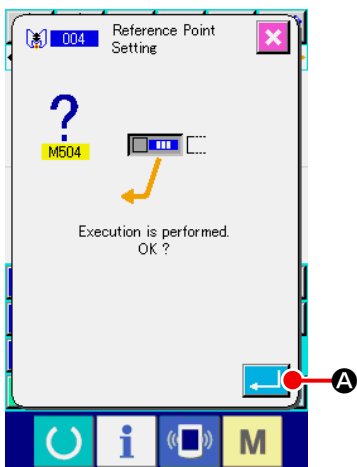 004
Reference Point
Setting
?
M504
Execution is performed.
OK ?
A
i
M